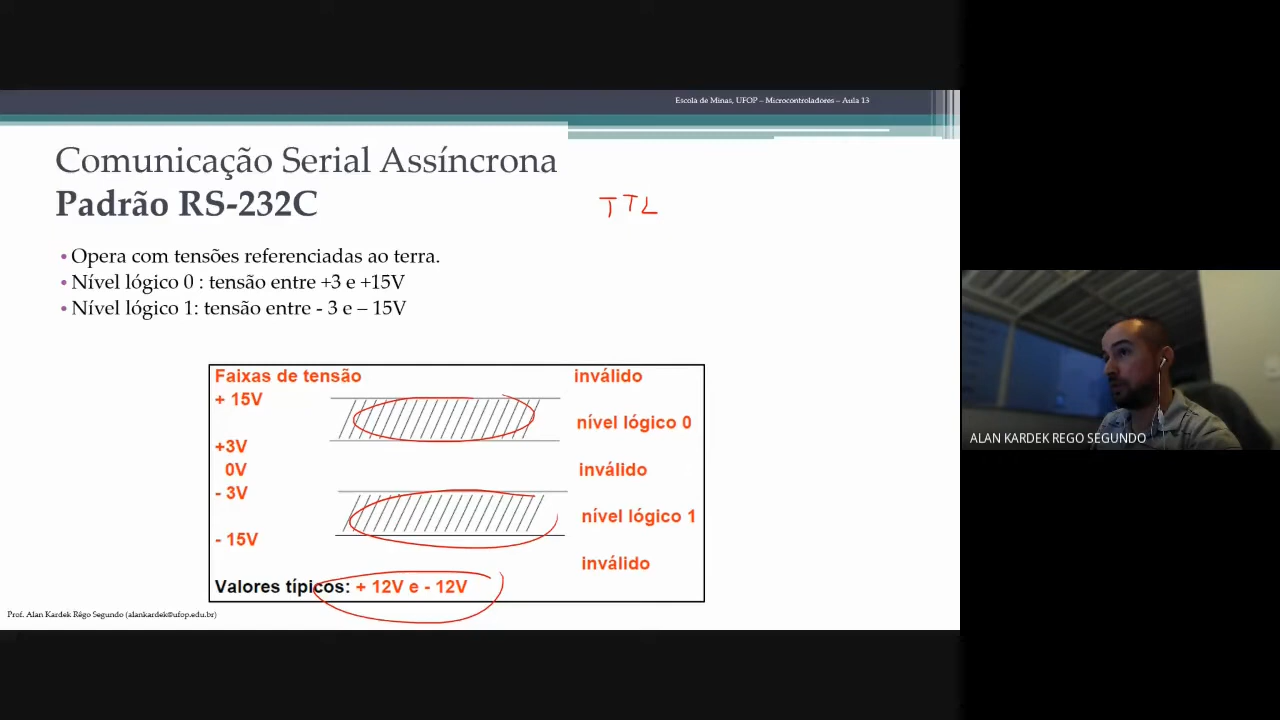 Escola de Minas, UFOP – Microcontroladores – Aula 13
Comunicação Serial Assíncrona
Padrão RS-232C
TTL
• Opera com tensões referenciadas ao terra.
• Nível lógico 0 : tensão entre +3 e +15V
• Nível lógico 1: tensão entre - 3 e – 15V
Faixas de tensão inválido
+ 15V
nível lógico 0
+3V
0V inválido
- 3V
nível lógico 1
- 15V
inválido
Valores típicos: + 12V e - 12V
Prof. Alan Kardek Rêgo Segundo (alankardek@ufop.edu.br)
ALAN KARDEK REGO SEGUNDO